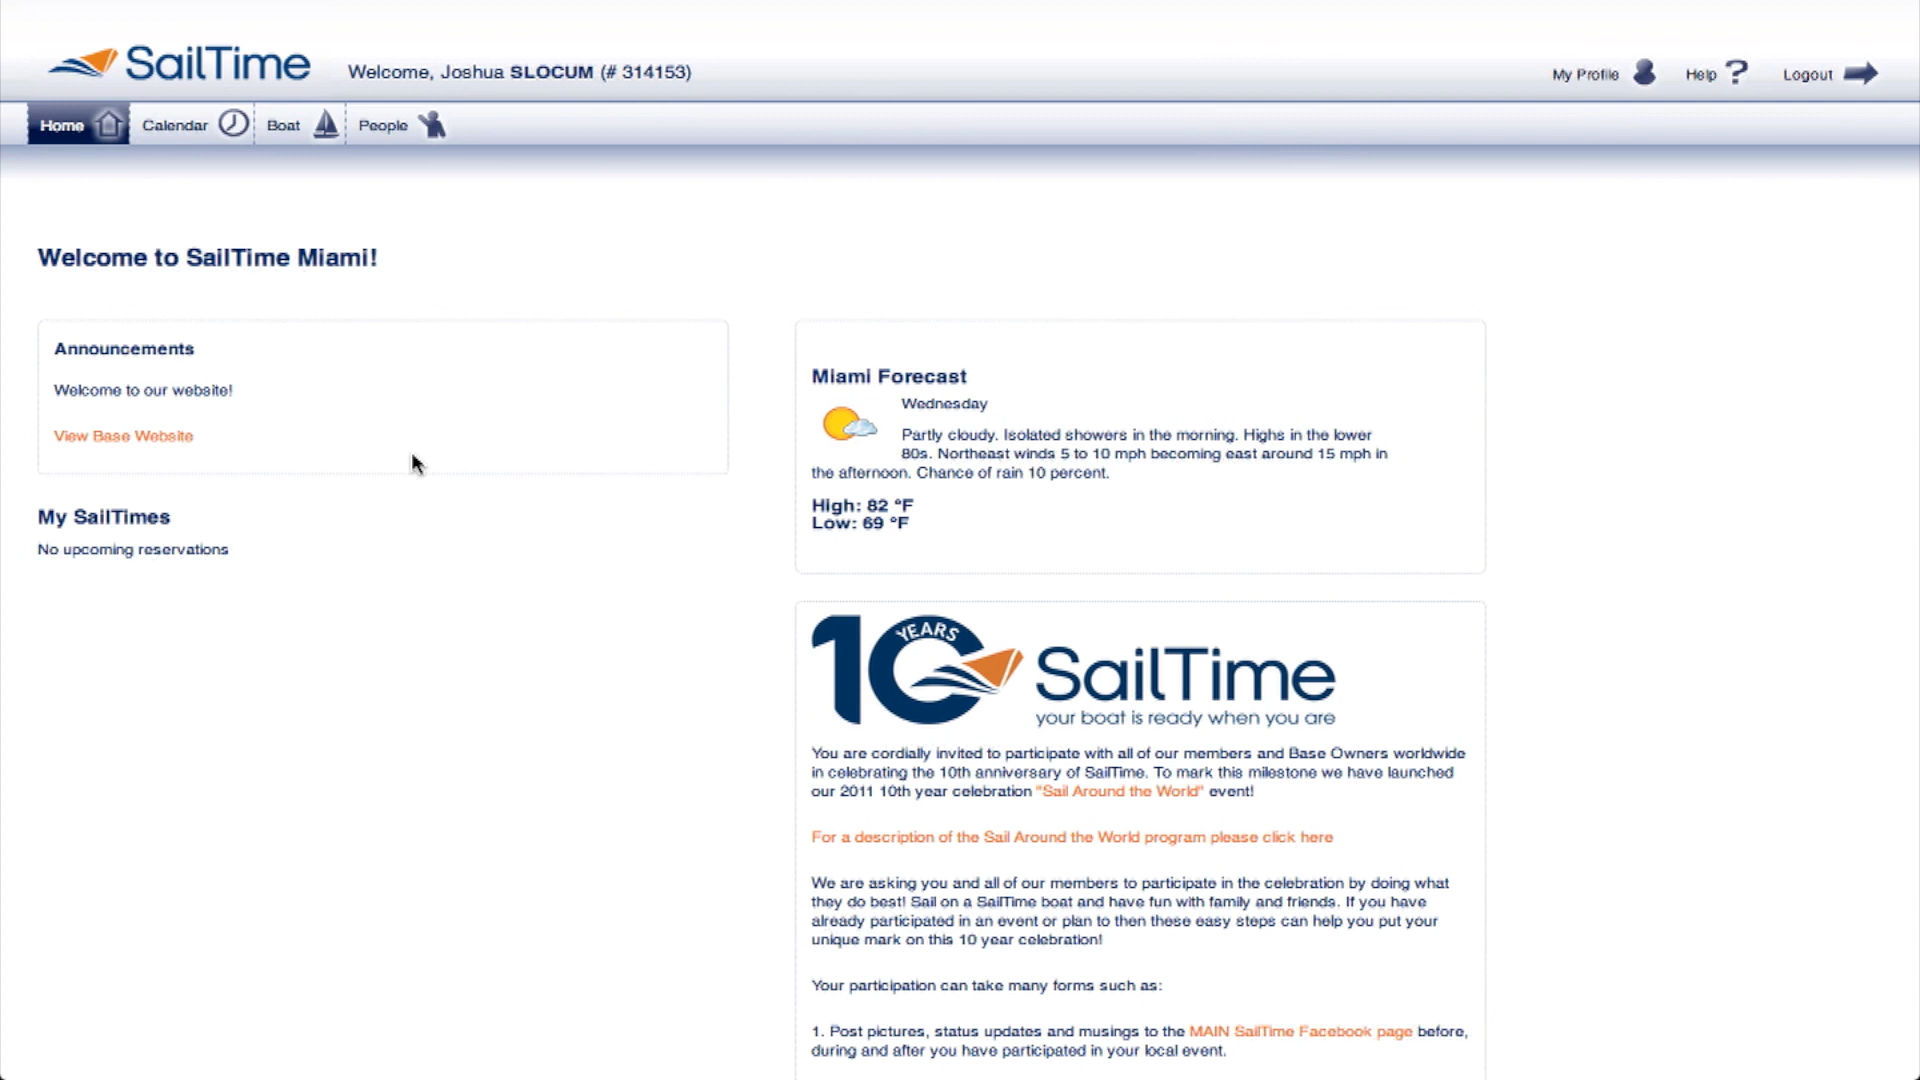 SailTime
Welcome, Joshua SLOCUM (# 314153)
My Profile
Help ?
Logout
Home
Calendar
Boat
People
Welcome to SailTime Miami!
Announcements
Welcome to our website!
View Base Website
My SailTimes
No upcoming reservations
Miami Forecast
Wednesday
Partly cloudy. Isolated showers in the morning. Highs in the lower
80s. Northeast winds 5 to 10 mph becoming east around 15 mph in
the afternoon. Chance of rain 10 percent.
High: 82 °F
Low: 69 °F
10 YEARS
SailTime
your boat is ready when you are
You are cordially invited to participate with all of our members and Base Owners worldwide
in celebrating the 10th anniversary of SailTime. To mark this milestone we have launched
our 2011 10th year celebration "Sail Around the World" event!
For a description of the Sail Around the World program please click here
We are asking you and all of our members to participate in the celebration by doing what
they do best! Sail on a SailTime boat and have fun with family and friends. If you have
already participated in an event or plan to then these easy steps can help you put your
unique mark on this 10 year celebration!
Your participation can take many forms such as:
1. Post pictures, status updates and musings to the MAIN SailTime Facebook page before,
during and after you have participated in your local event.